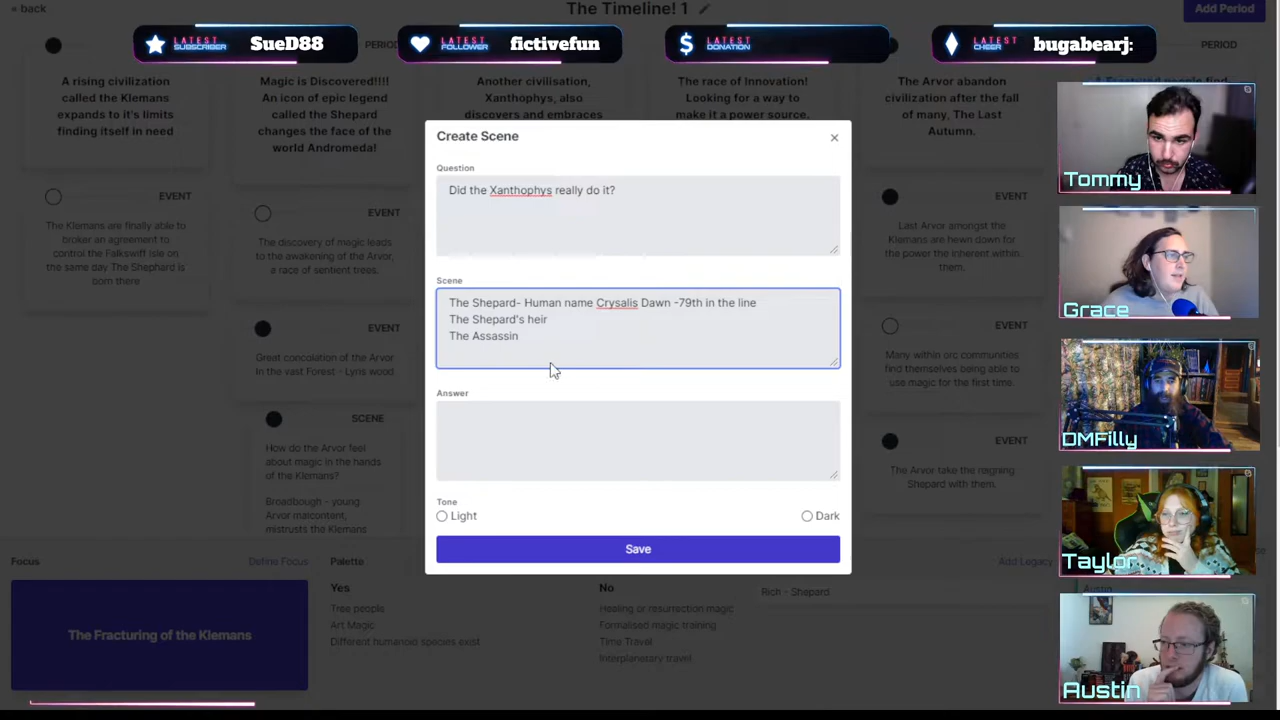 « back
The Timeline! 1
Add Period
LATEST SUBSCRIBER
SueD88
LATEST FOLLOWER
fictivefun
LATEST DONATION
LATEST CHEER
bugabearj:
PERIOD
A rising civilization
called the Klemans
expands to it's limits
finding itself in need
EVENT
The Klemans are finally able to
brokar an agreement to
control the Falkswiff isle on
the same day The Shephard is
born there
Magic is Discovered!!!!
An icon of epic legend
called the Shepard
changes the face of the
world Andromeda!
EVENT
The discovery of magic leads
to the awakening of the Arvor,
a race of sentient trees.
EVENT
Great concolation of the Arvor
In the vast Forest - Lyris wood
SCENE
How do the Arvor feel
about magic in the hands
of the Klemans?
Broadbough - young
Arvor malcontent,
mistrusts the Klemans
Another civilisation,
Xanthophys, also
discovers and embraces
The race of Innovation!
Looking for a way to
make it a power source.
The Arvor abandon
civilization after the fall
of many, The Last
Autumn.
EVENT
Last Arvor amongst the
Klemans are hewn down for
the power the inherent within
them.
EVENT
Many within orc communities
find themselves being able to
use magic for the first time.
EVENT
The Arvor take the reigning
Shepard with them.
PERIOD
Create Scene
×
Question
Did the Xanthophys really do it?
Scene
The Shepard- Human name Crysalis Dawn -79th in the line
The Shepard's heir
The Assassin
Answer
Tone
Light
Dark
Save
Focus
Define Focus
The Fracturing of the Klemans
Palette
Yes
Tree people
Art Magic
Different humanoid species exist
No
Healing or resurrection magic
Formalised magic training
Time Travel
Interplanetary travel
Add Legacy
Rich - Shepard
Austin
Tommy
Grace
DMFilly
Taylor
Austin